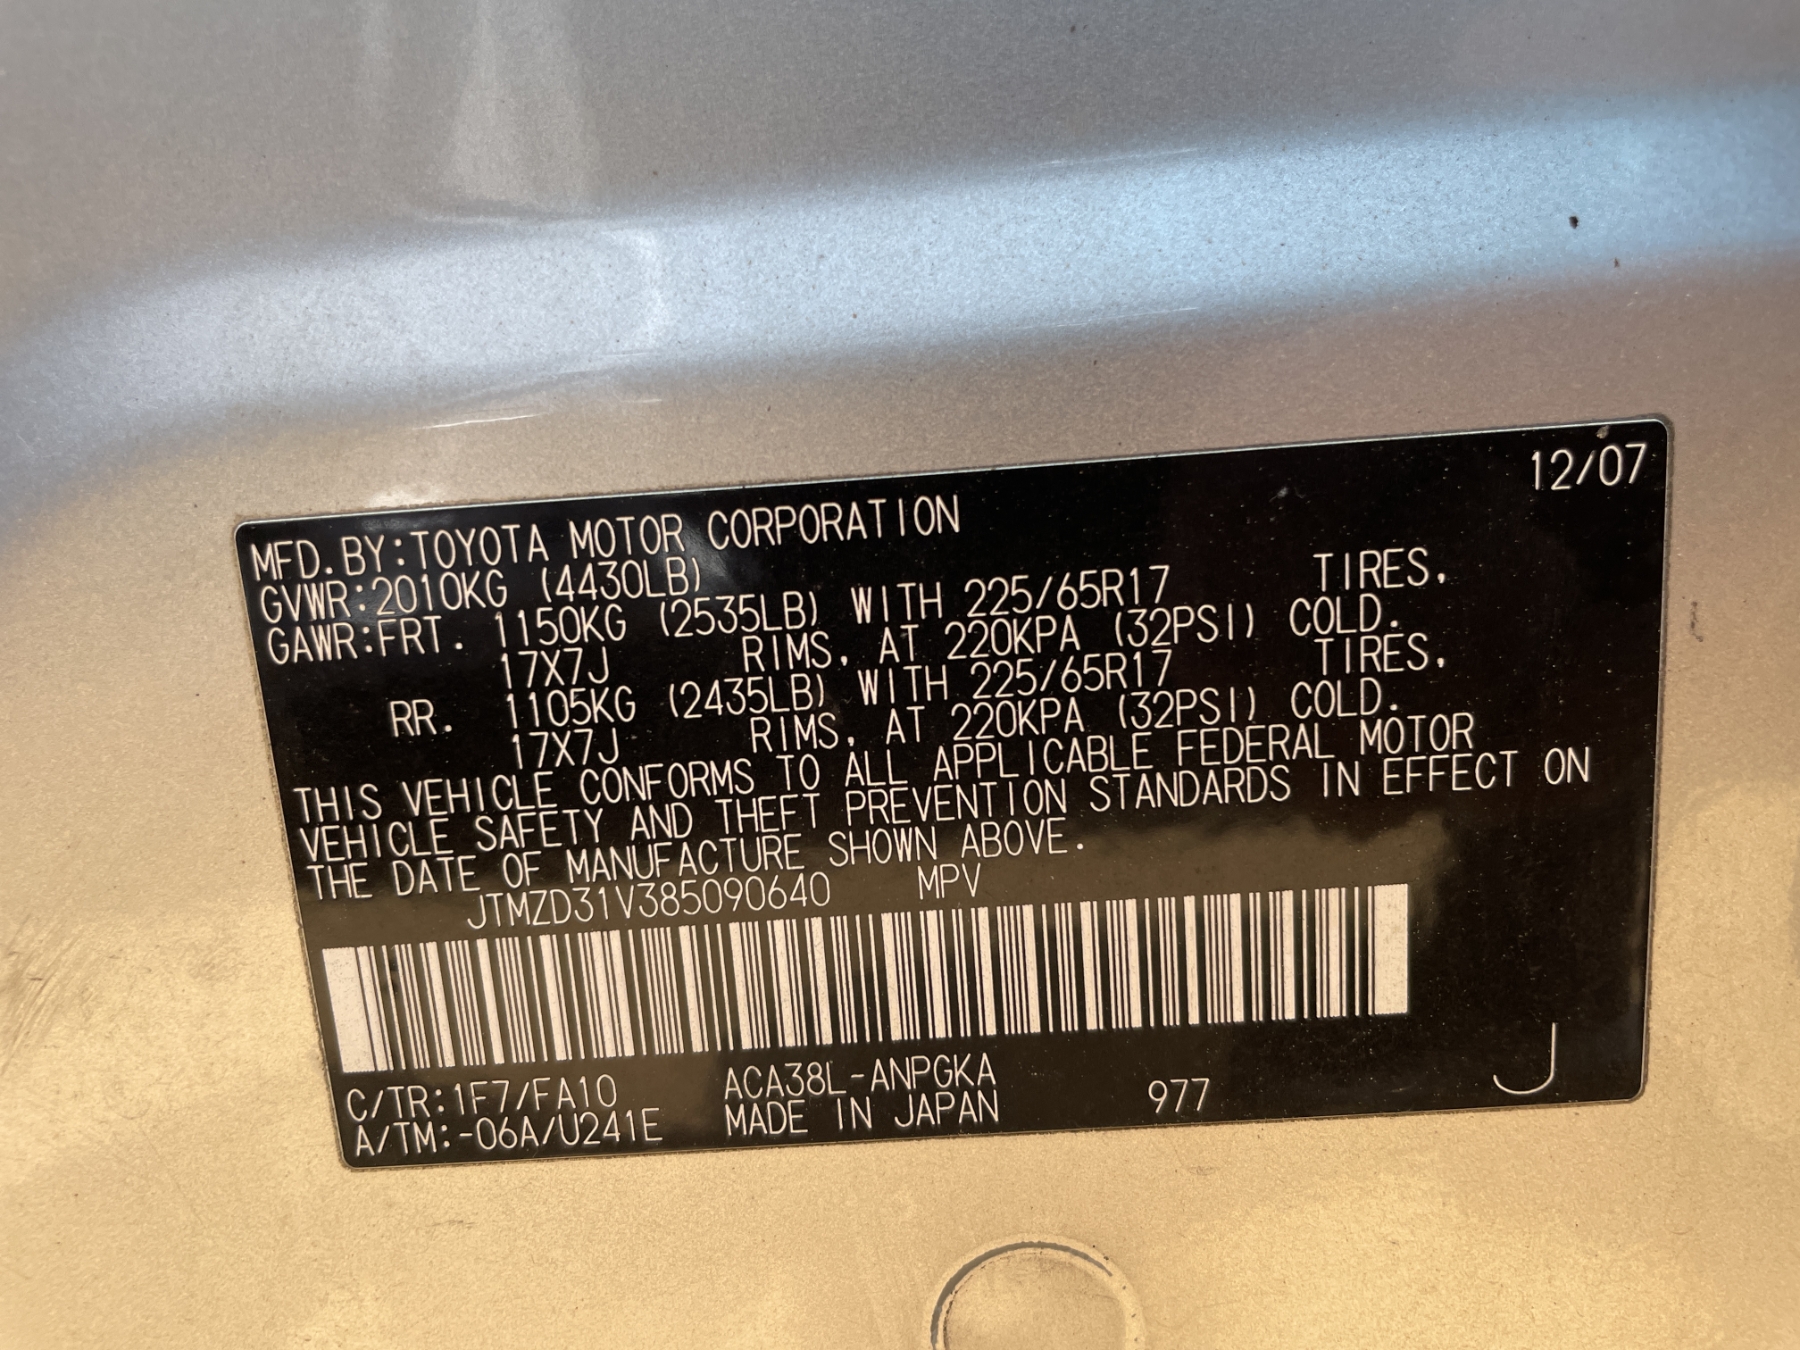 12/07
MFD. BY:TOYOTA MOTOR CORPORATION
GVWR:2010KG (4430LB)
GAWR:FRT. 1150KG (2535LB) WITH 225/65R17 TIRES,
17X7J RIMS, AT 220KPA (32PSI) COLD.
RR. 1105KG (2435LB) WITH 225/65R17 TIRES,
17X7J RIMS, AT 220KPA (32PSI) COLD.
THIS VEHICLE CONFORMS TO ALL APPLICABLE FEDERAL MOTOR
VEHICLE SAFETY AND THEFT PREVENTION STANDARDS IN EFFECT ON
THE DATE OF MANUFACTURE SHOWN ABOVE.
JTMZD31V385090640 MPV
C/TR:1F7/FA10 ACA38L-ANPGKA
A/TM:-06A/U241E MADE IN JAPAN 977 J